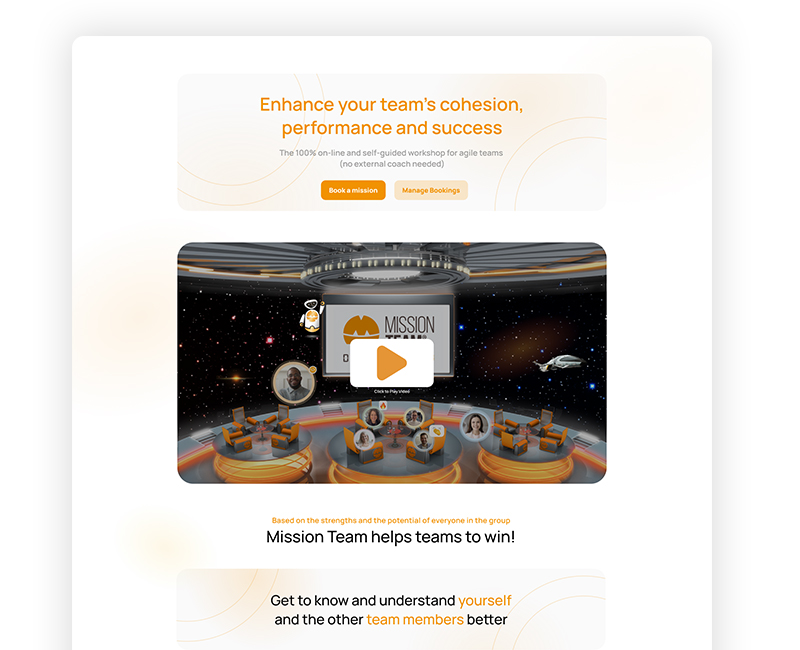 Enhance your team's cohesion,
performance and success
The 100% on-line and self-guided workshop for agile teams
(no external coach needed)
Book a mission
Manage Bookings
MISSION
TEAM
Click to Play Video
Based on the strengths and the potential of everyone in the group
Mission Team helps teams to win!
Get to know and understand yourself
and the other team members better